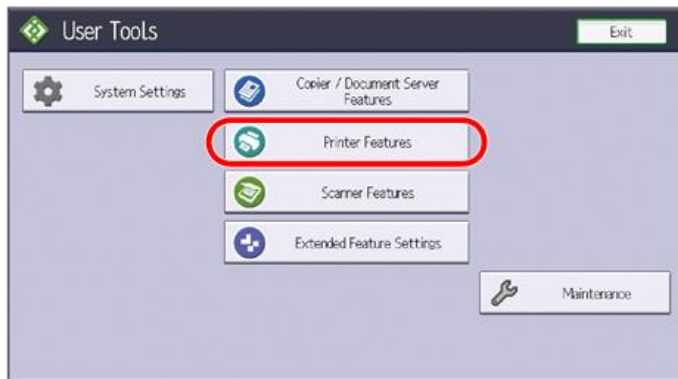 User Tools
Exit
System Settings
Copier / Document Server
Features
Printer Features
Scanner Features
Extended Feature Settings
Maintenance